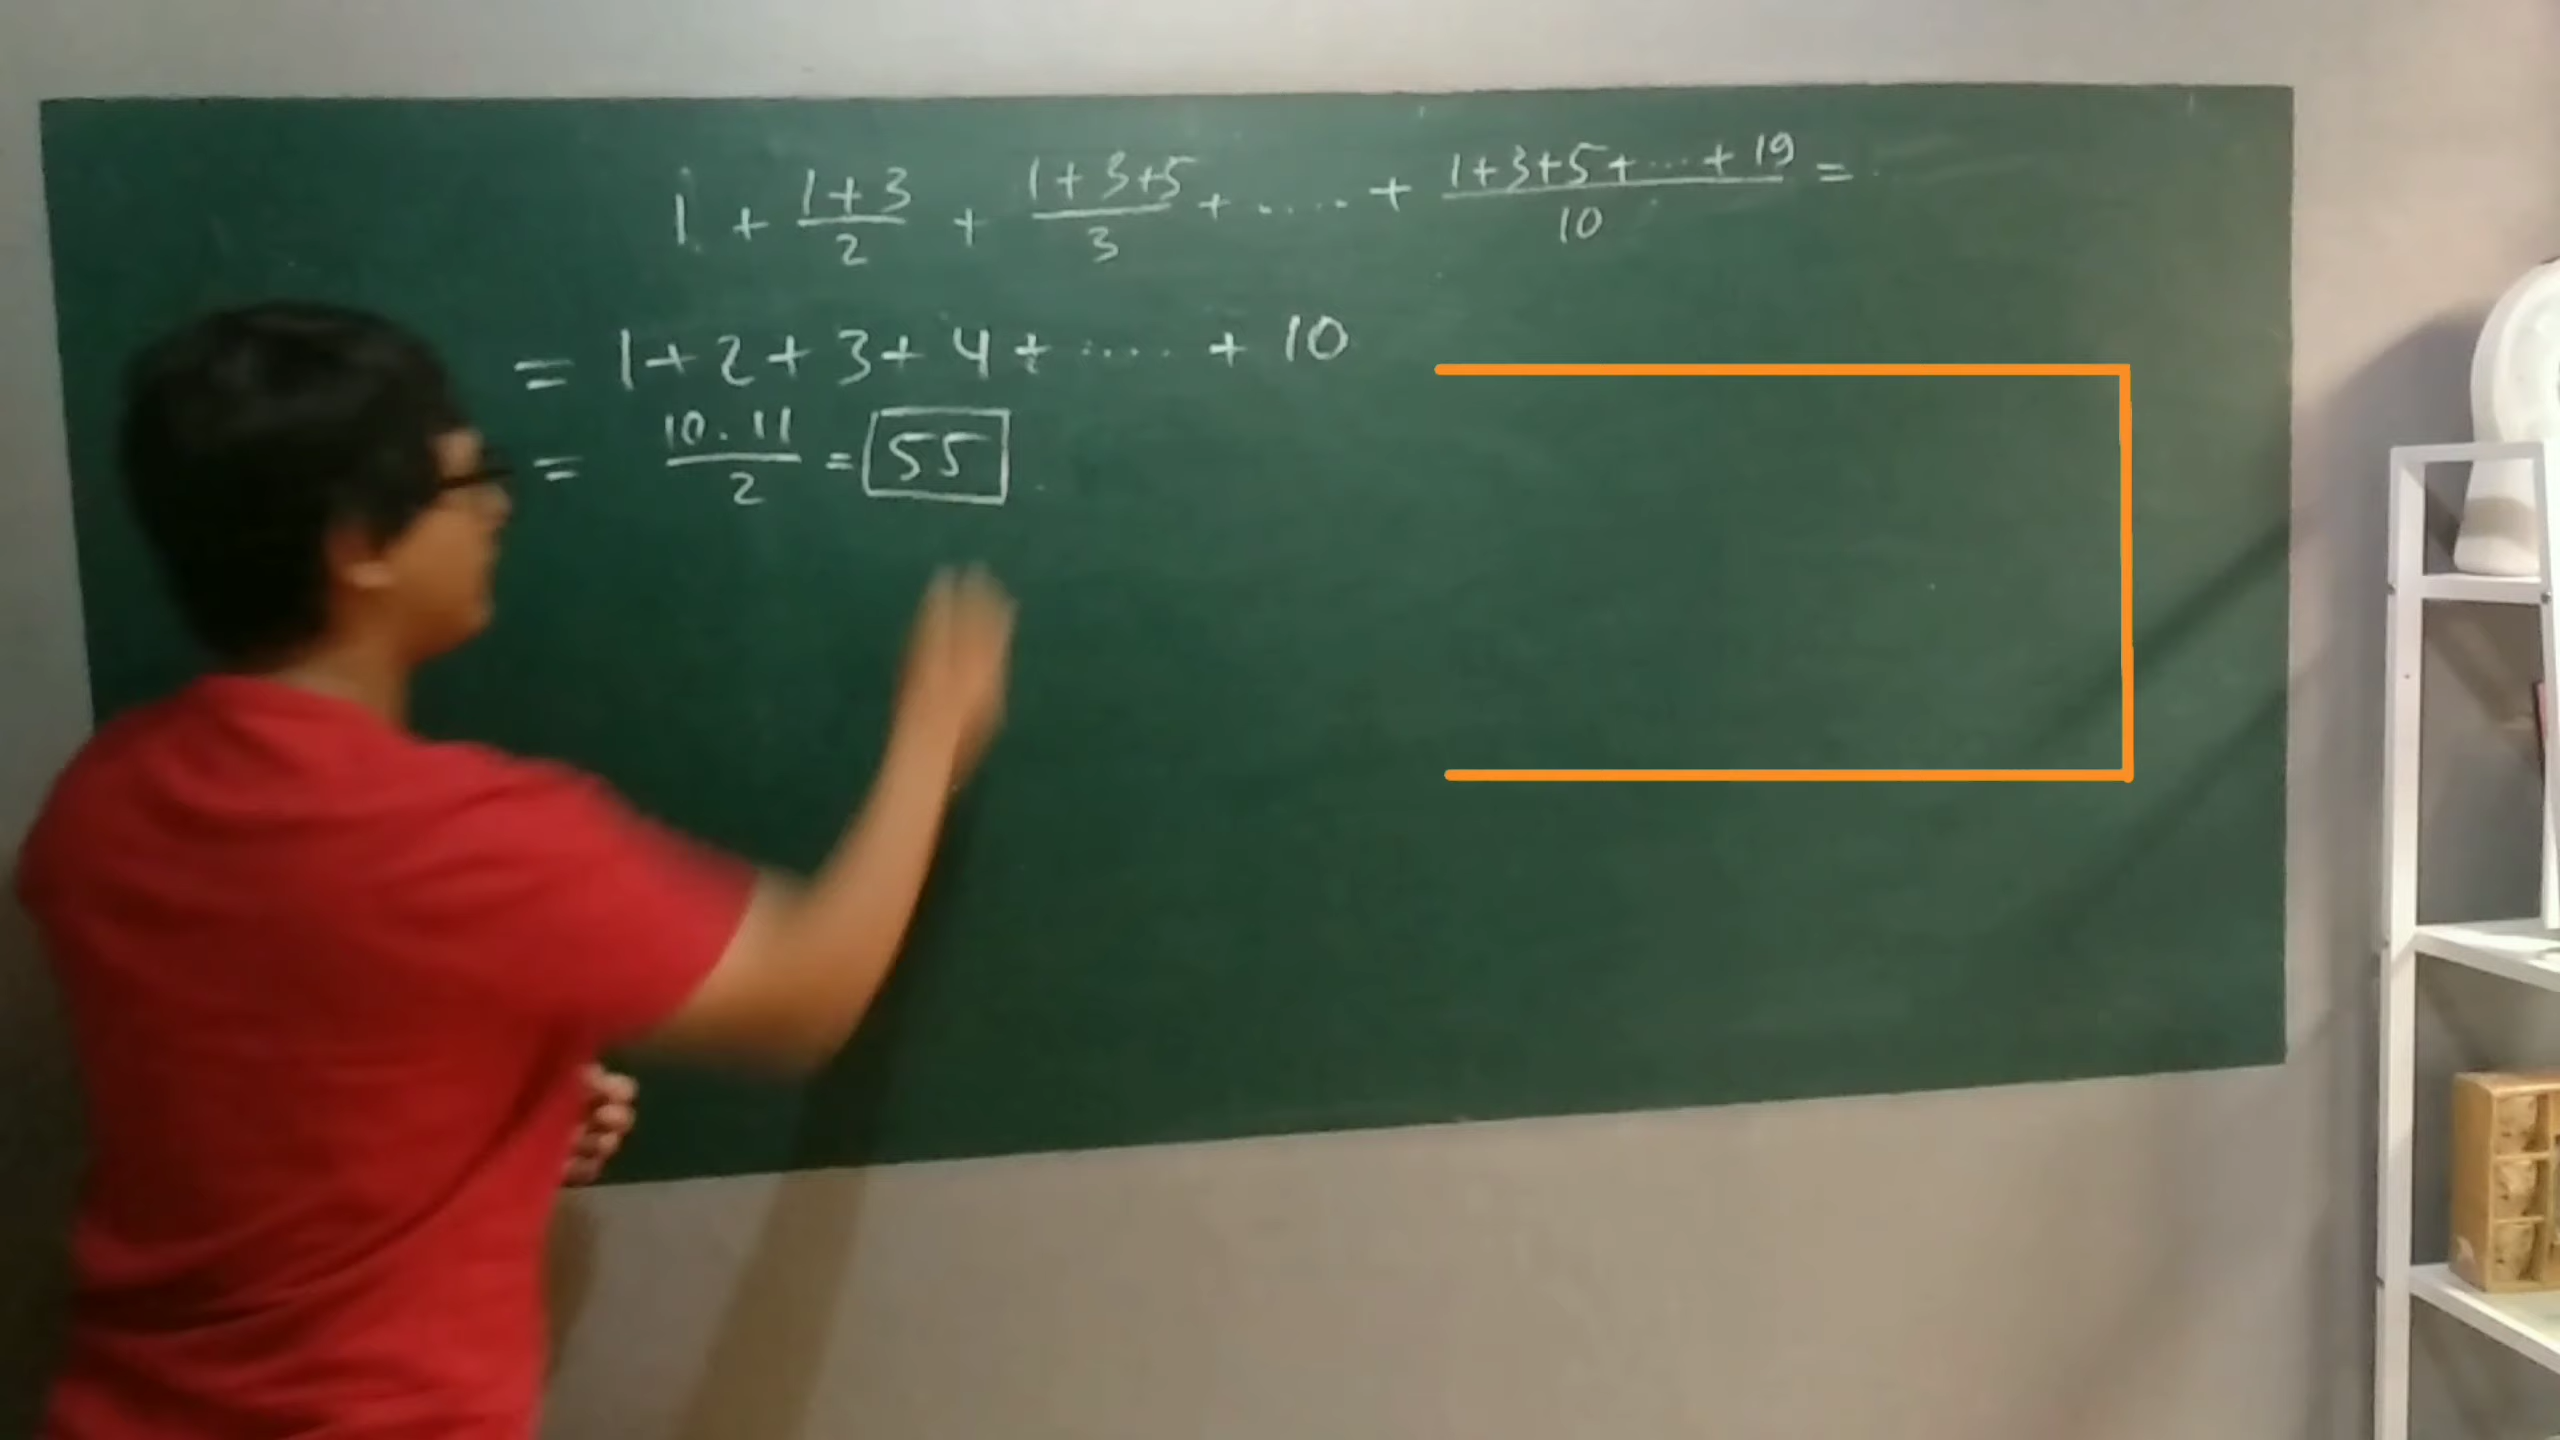 1 + (1+3)/2 + (1+3+5)/3 + ..... + (1+3+5+...+19)/10 =
= 1+2+3+4+.....+10
= (10.11)/2 = 55